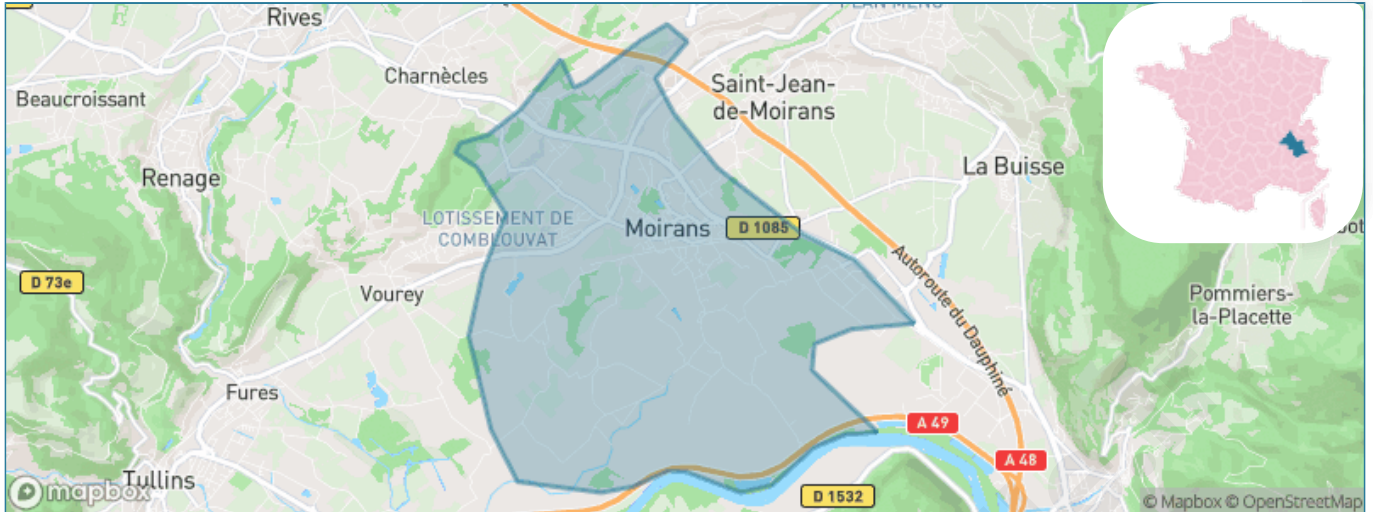 PLAN MENU
Rives
Charnècles
Saint-Jean-
de-Moirans
Beaucroissant
La Buisse
Renage
LOTISSEMENT DE
COMBLOUVAT
Moirans
D 1085
D 73e
Vourey
Autoroute du Dauphiné
Pommiers-
la-Placette
Fures
A 49
A 48
Tullins
mapbox
D 1532
© Mapbox © OpenStreetMap